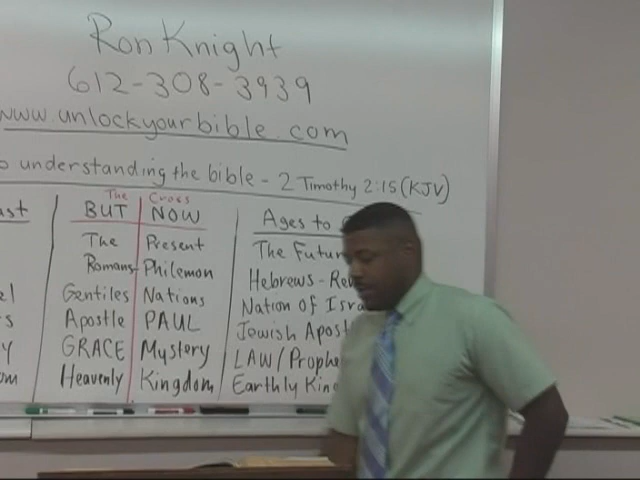 Ron Knight
612-308-3939
www.unlockyourbible.com
understanding the bible - 2 Timothy 2:15 (KJV)
The Cross
BUT NOW Ages to
The Present The Futur
Romans- Philemon Hebrews - Rev
Gentiles Nations Nation Of Isra
Apostle PAUL Jewish Apost
GRACE Mystery LAW/Prophe
Heavenly Kingdom Earthly King